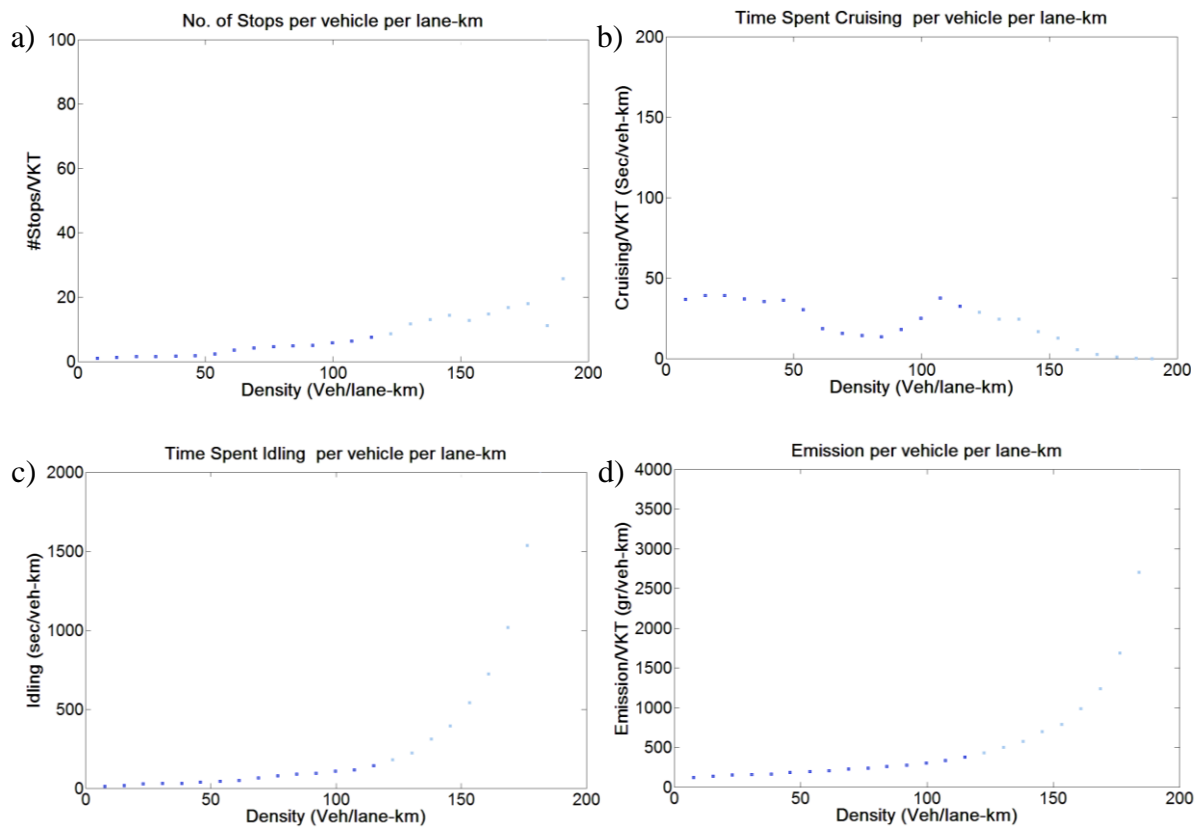 a)
No. of Stops per vehicle per lane-km
100
80
60
40
20
0
0 50 100 150 200
#Stops/VKT
Density (Veh/lane-km)
b)
Time Spent Cruising per vehicle per lane-km
200
150
100
50
0
0 50 100 150 200
Cruising/VKT (Sec/veh-km)
Density (Veh/lane-km)
c)
Time Spent Idling per vehicle per lane-km
2000
1500
1000
500
0
0 50 100 150 200
Idling (sec/veh-km)
Density (Veh/lane-km)
d)
Emission per vehicle per lane-km
4000
3500
3000
2500
2000
1500
1000
500
0
0 50 100 150 200
Emission/VKT (gr/veh-km)
Density (Veh/lane-km)